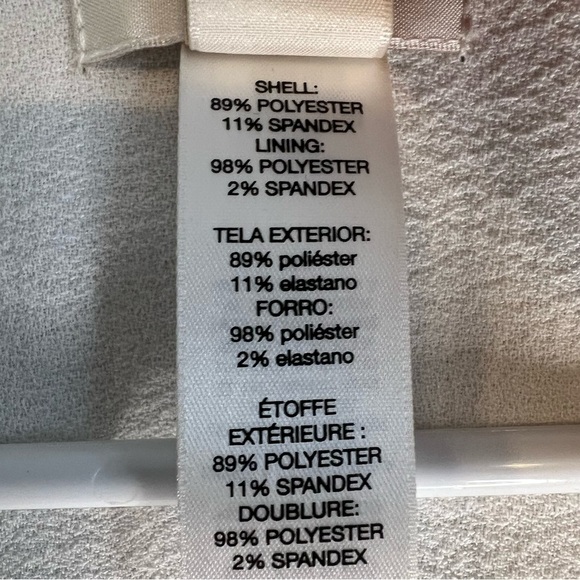 SHELL:
89% POLYESTER
11% SPANDEX
LINING:
98% POLYESTER
2% SPANDEX
TELA EXTERIOR:
89% poliéster
11% elastano
FORRO:
98% poliéster
2% elastano
ÉTOFFE
EXTÉRIEURE :
89% POLYESTER
11% SPANDEX
DOUBLURE:
98% POLYESTER
2% SPANDEX